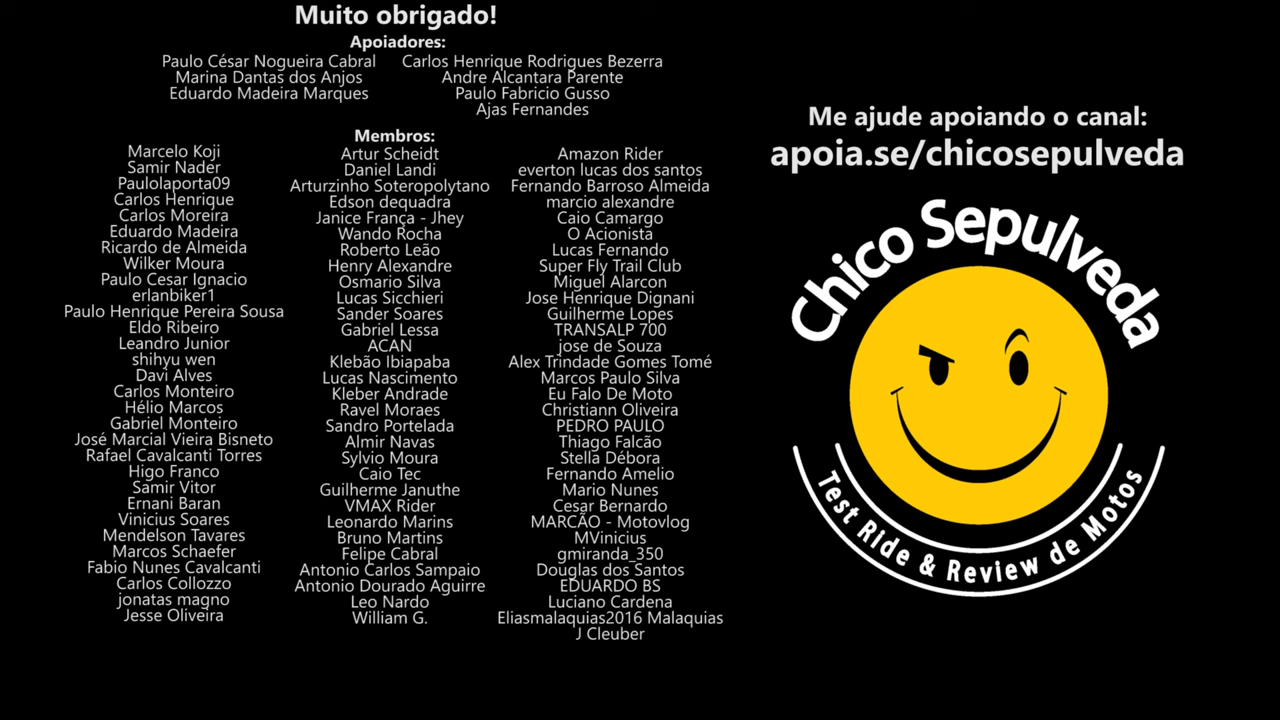 Muito obrigado!
Apoiadores:
Paulo César Nogueira Cabral
Marina Dantas dos Anjos
Eduardo Madeira Marques
Carlos Henrique Rodrigues Bezerra
Andre Alcantara Parente
Paulo Fabricio Gusso
Ajas Fernandes
Membros:
Marcelo Koji
Samir Nader
Paulolaporta09
Carlos Henrique
Carlos Moreira
Eduardo Madeira
Ricardo de Almeida
Wilker Moura
Paulo Cesar Ignacio
erlanbiker1
Paulo Henrique Pereira Sousa
Eldo Ribeiro
Leandro Junior
shihyu wen
Davi Alves
Carlos Monteiro
Hélio Marcos
Gabriel Monteiro
José Marcial Vieira Bisneto
Rafael Cavalcanti Torres
Higo Franco
Samir Vitor
Ernani Baran
Vinicius Soares
Mendelson Tavares
Marcos Schaefer
Fabio Nunes Cavalcanti
Carlos Collozzo
jonatas magno
Jesse Oliveira
Artur Scheidt
Daniel Landi
Arturzinho Soteropolytano
Edson dequadra
Janice França - Jhey
Wando Rocha
Roberto Leão
Henry Alexandre
Osmario Silva
Lucas Sicchieri
Sander Soares
Gabriel Lessa
ACAN
Klebão Ibiapaba
Lucas Nascimento
Kleber Andrade
Ravel Moraes
Sandro Portelada
Almir Navas
Sylvio Moura
Caio Tec
Guilherme Januthe
VMAX Rider
Leonardo Marins
Bruno Martins
Felipe Cabral
Antonio Carlos Sampaio
Antonio Dourado Aguirre
Leo Nardo
William G.
Amazon Rider
everton lucas dos santos
Fernando Barroso Almeida
marcio alexandre
Caio Camargo
O Acionista
Lucas Fernando
Super Fly Trail Club
Miguel Alarcon
Jose Henrique Dignani
Guilherme Lopes
TRANSALP 700
jose de Souza
Alex Trindade Gomes Tomé
Marcos Paulo Silva
Eu Falo De Moto
Christiann Oliveira
PEDRO PAULO
Thiago Falcão
Stella Débora
Fernando Amelio
Mario Nunes
Cesar Bernardo
MARCÃO - Motovlog
MVinicius
gmiranda_350
Douglas dos Santos
EDUARDO BS
Luciano Cardena
Eliasmalaquias2016 Malaquias
J Cleuber
Me ajude apoiando o canal:
apoia.se/chicosepulveda
Chico Sepulveda
Test Ride & Review de Motos